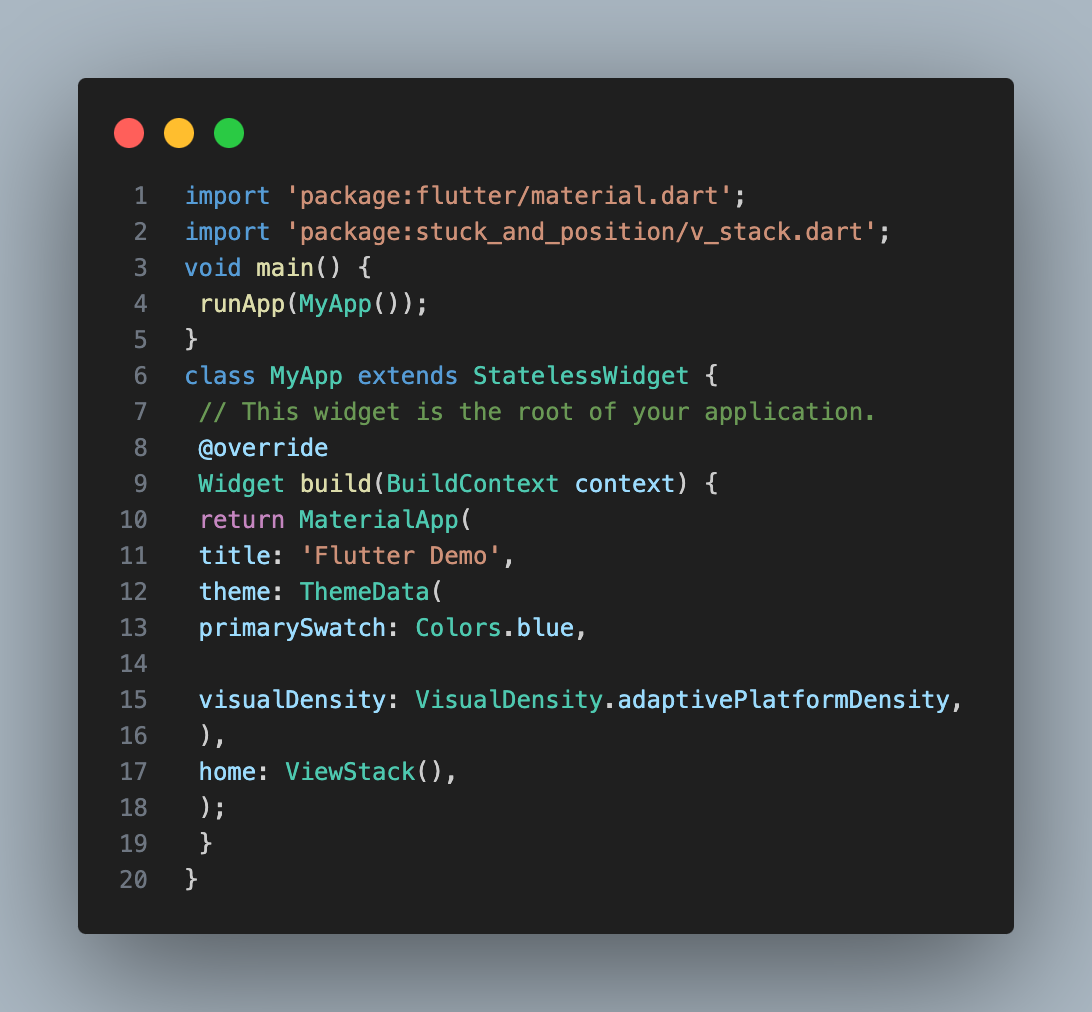 1 import 'package:flutter/material.dart';
2 import 'package:stuck_and_position/v_stack.dart';
3 void main() {
4  runApp(MyApp());
5 }
6 class MyApp extends StatelessWidget {
7  // This widget is the root of your application.
8  @override
9  Widget build(BuildContext context) {
10  return MaterialApp(
11  title: 'Flutter Demo',
12  theme: ThemeData(
13  primarySwatch: Colors.blue,
14
15  visualDensity: VisualDensity.adaptivePlatformDensity,
16  ),
17  home: ViewStack(),
18  );
19  }
20 }